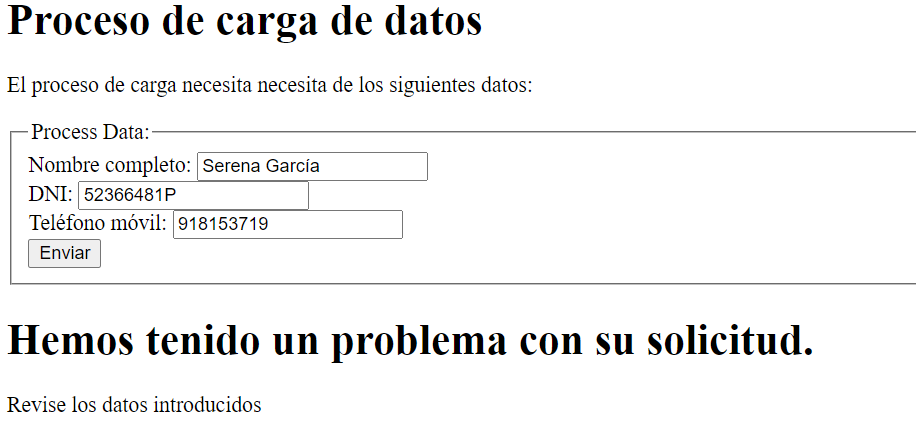 Proceso de carga de datos
El proceso de carga necesita necesita de los siguientes datos:
Process Data:
Nombre completo: Serena García
DNI: 52366481P
Teléfono móvil: 918153719
Enviar
Hemos tenido un problema con su solicitud.
Revise los datos introducidos